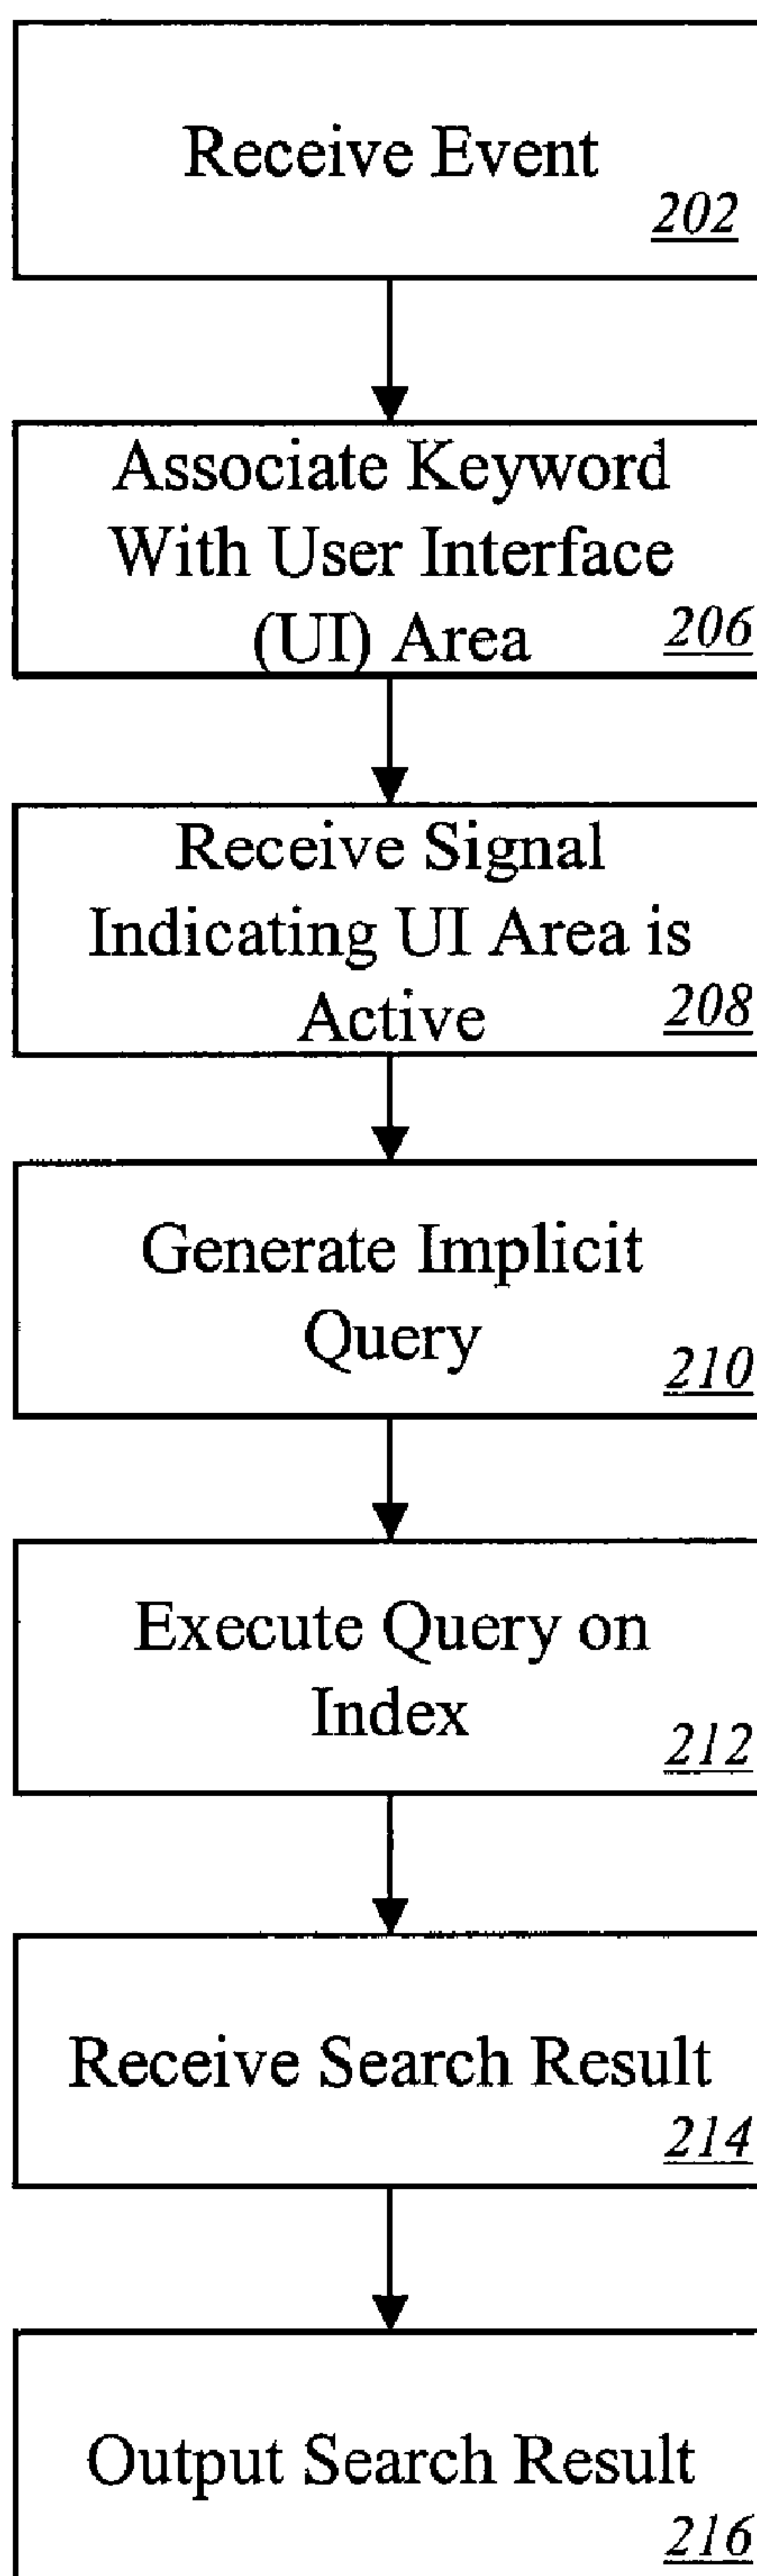 Receive Event
202
Associate Keyword
With User Interface
(UI) Area
206
Receive Signal
Indicating UI Area is
Active
208
Generate Implicit
Query
210
Execute Query on
Index
212
Receive Search Result
214
Output Search Result
216